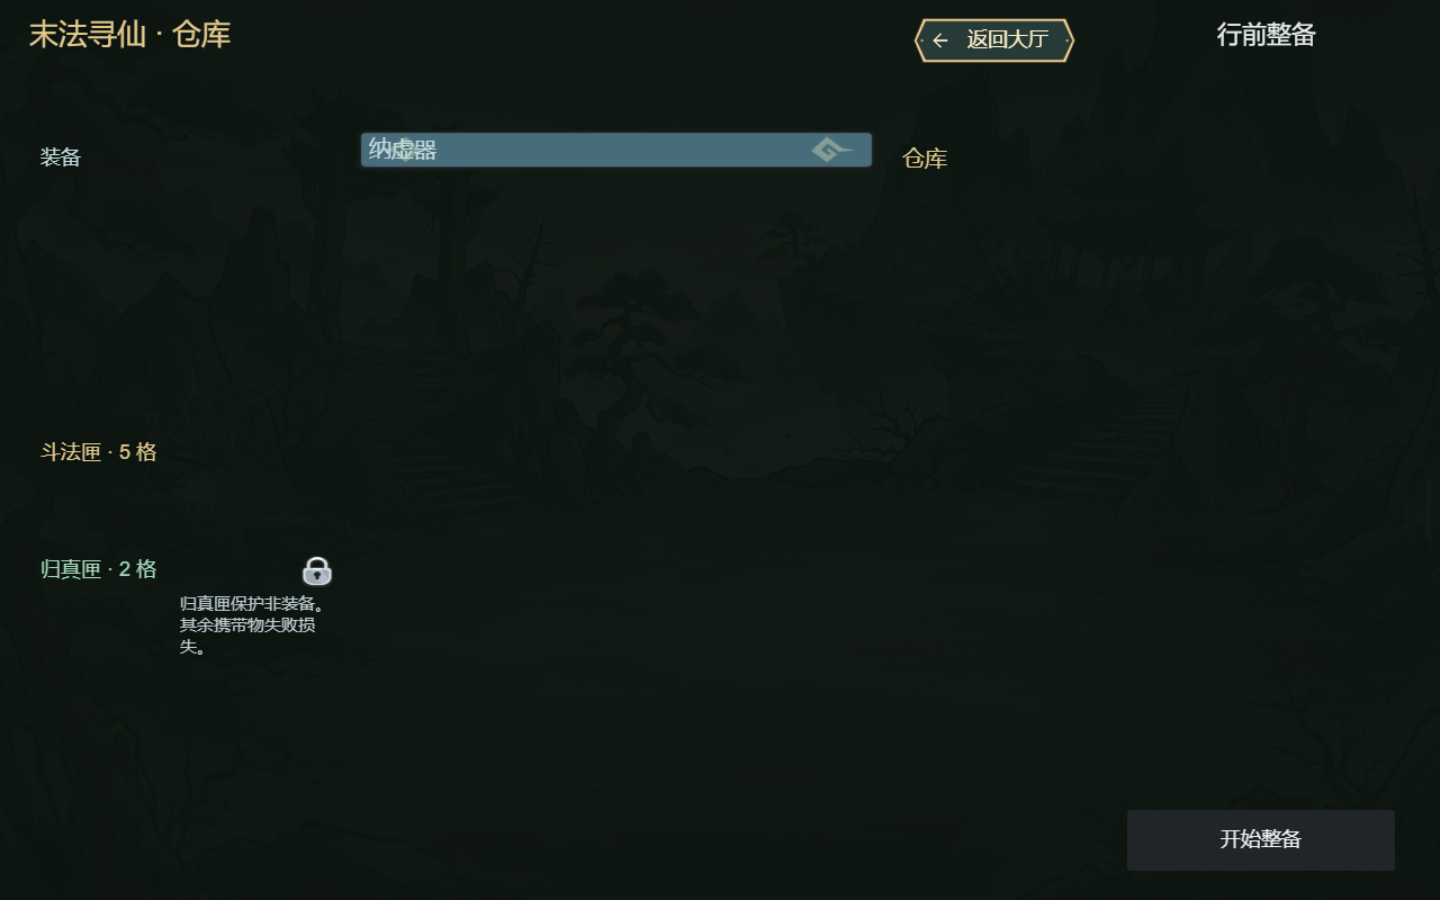 末法寻仙 · 仓库
返回大厅
行前整备
装备
纳虚器
仓库
斗法匣 · 5 格
归真匣 · 2 格
归真匣保护非装备。
其余携带物失败损
失。
开始整备